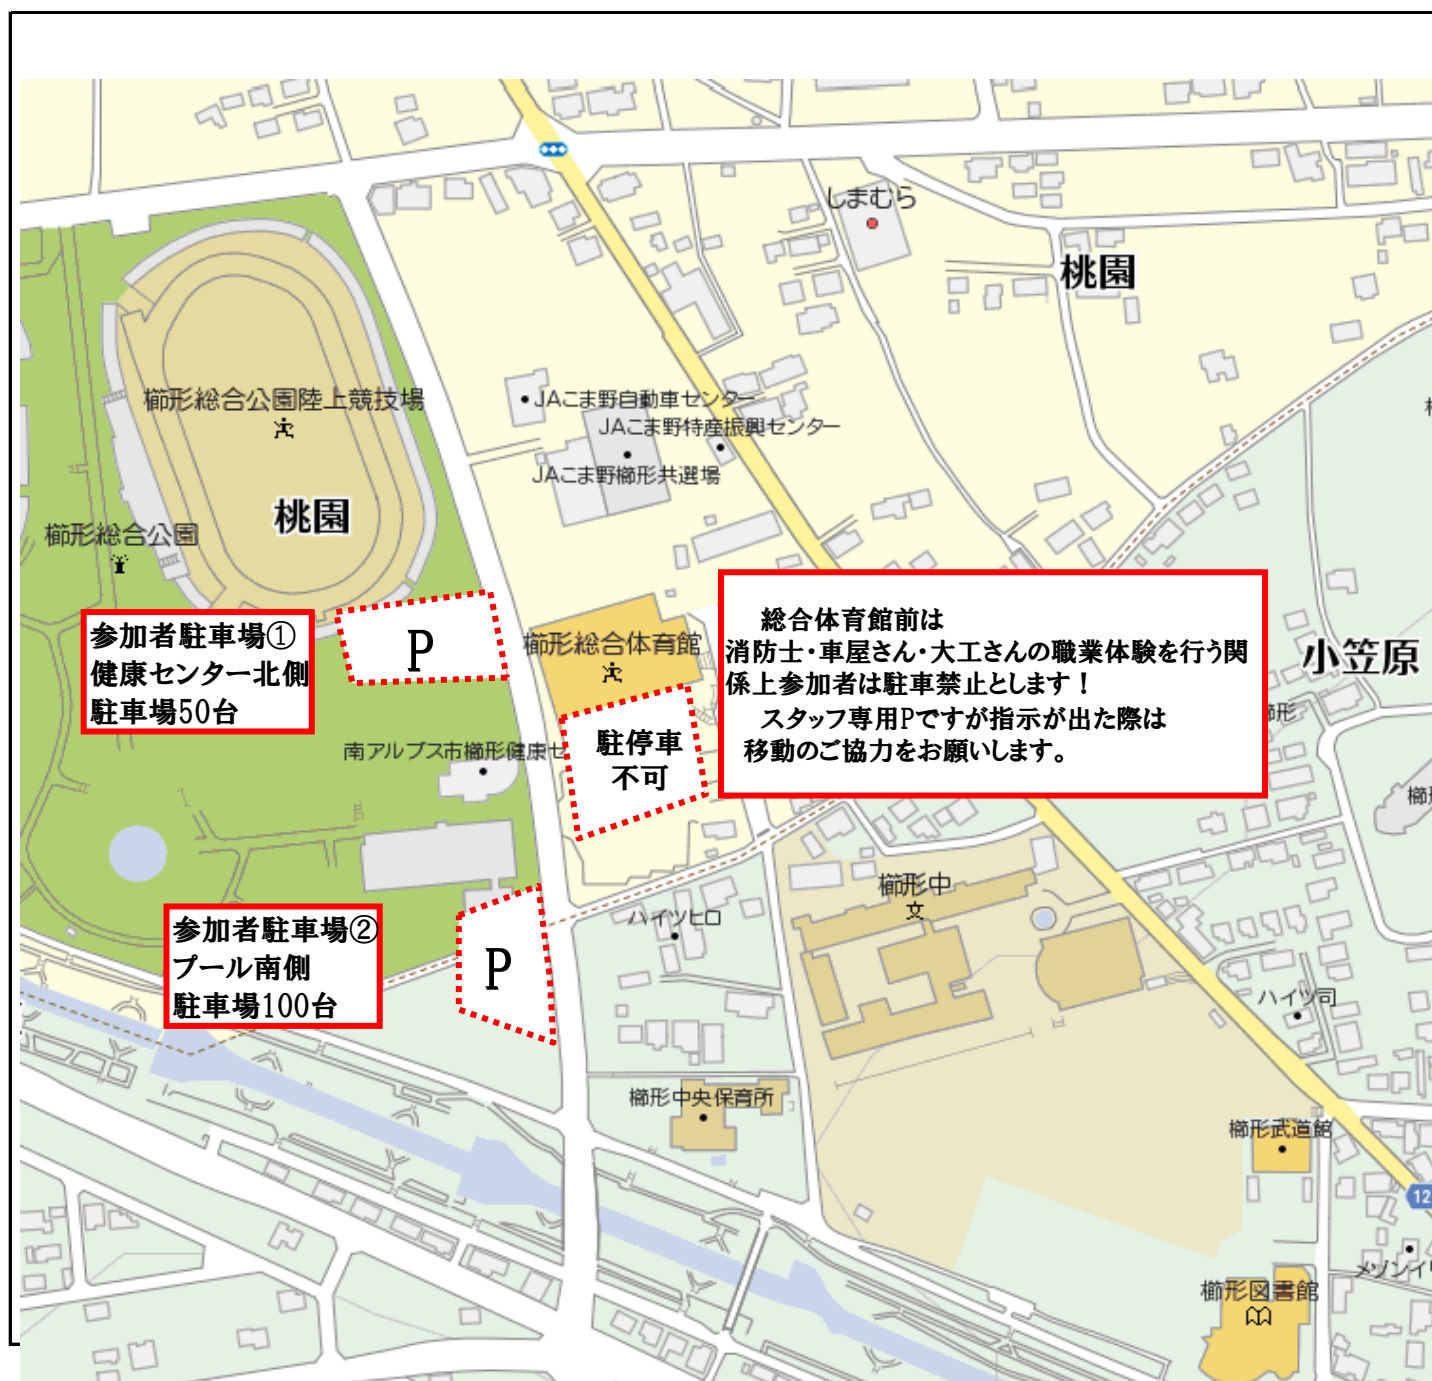 しまむら
桃園
櫛形総合公園陸上競技場
JAこま野自動車センター
JAこま野特産振興センター
JAこま野櫛形共選場
桃園
櫛形総合公園
参加者駐車場①
健康センター北側
駐車場50台
P
櫛形総合体育館
総合体育館前は
消防士・車屋さん・大工さんの職業体験を行う関
係上参加者は駐車禁止とします！
スタッフ専用Pですが指示が出た際は
移動のご協力をお願いします。
小笠原
櫛形
南アルプス市櫛形健康セ
駐停車
不可
櫛形中
文
ハイツヒロ
参加者駐車場②
プール南側
駐車場100台
P
ハイツ司
櫛形中央保育所
櫛形武道館
12
メゾンイ
櫛形図書館